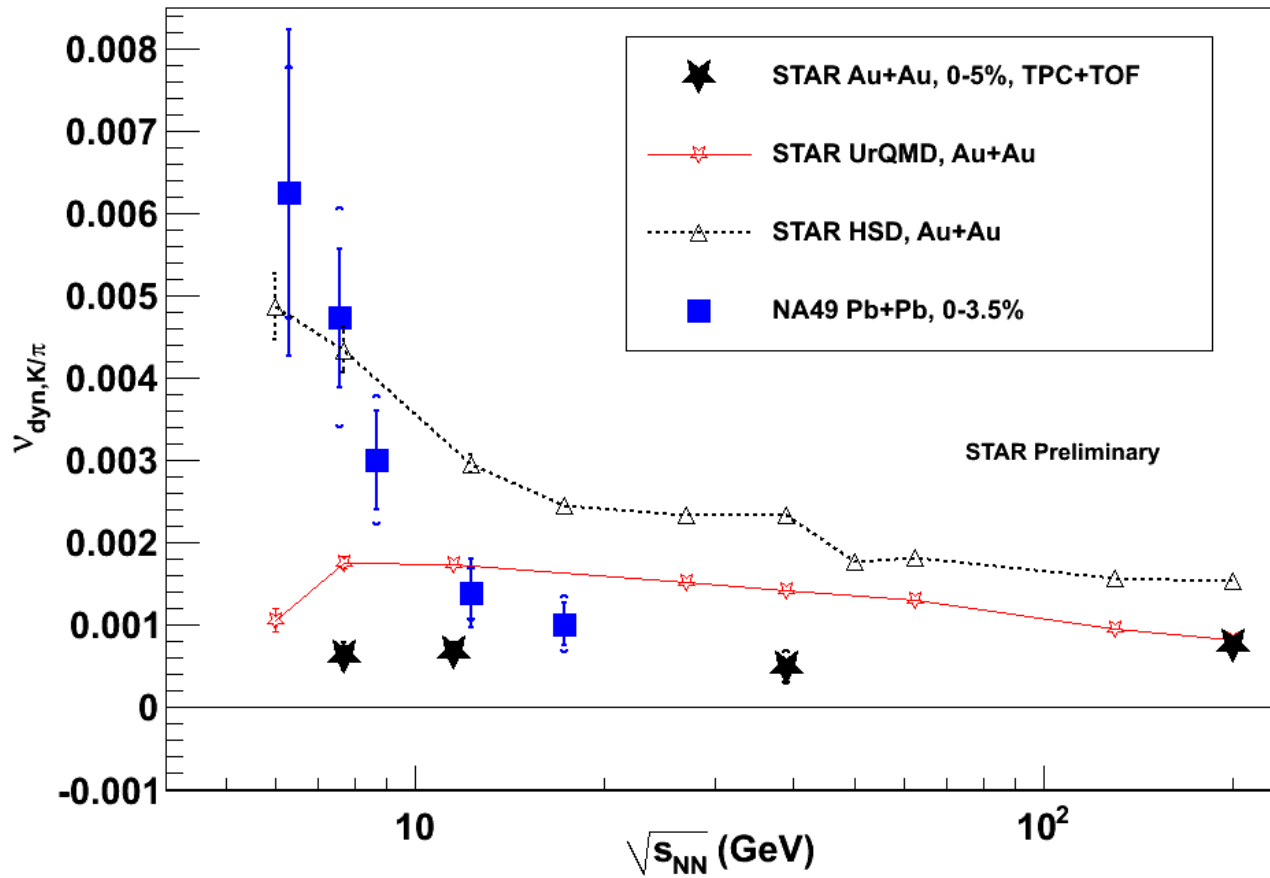 0.008
0.007
0.006
0.005
0.004
0.003
0.002
0.001
0
-0.001
ν_dyn,K/π
STAR Au+Au, 0-5%, TPC+TOF
STAR UrQMD, Au+Au
STAR HSD, Au+Au
NA49 Pb+Pb, 0-3.5%
STAR Preliminary
10
10²
√s_NN (GeV)